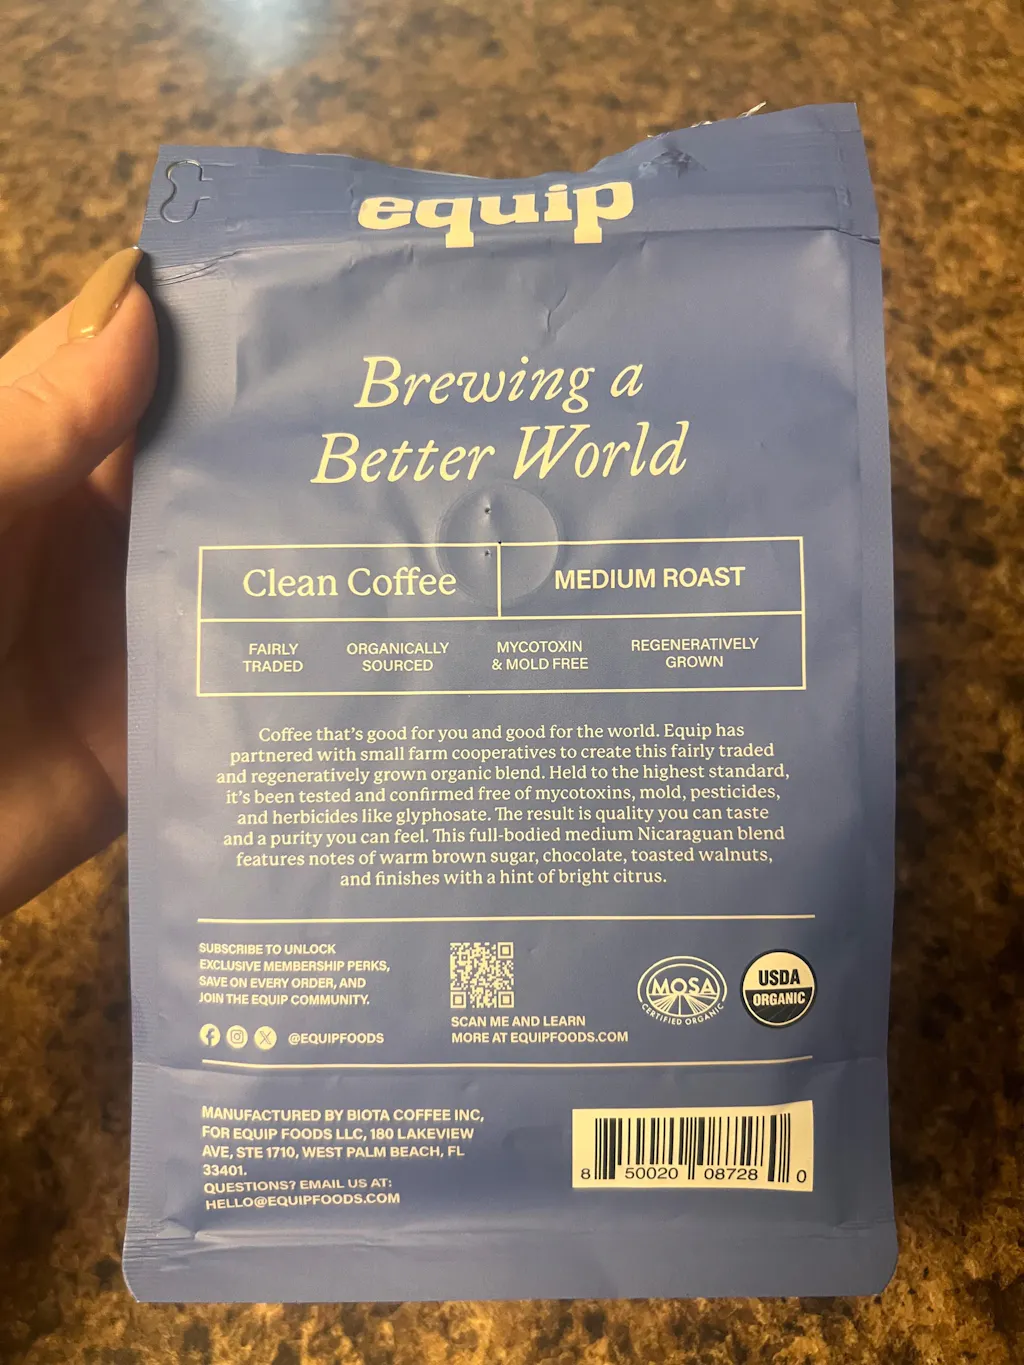 equip
Brewing a
Better World
Clean Coffee
MEDIUM ROAST
FAIRLY
TRADED
ORGANICALLY
SOURCED
MYCOTOXIN
& MOLD FREE
REGENERATIVELY
GROWN
Coffee that's good for you and good for the world. Equip has
partnered with small farm cooperatives to create this fairly traded
and regeneratively grown organic blend. Held to the highest standard,
it's been tested and confirmed free of mycotoxins, mold, pesticides,
and herbicides like glyphosate. The result is quality you can taste
and a purity you can feel. This full-bodied medium Nicaraguan blend
features notes of warm brown sugar, chocolate, toasted walnuts,
and finishes with a hint of bright citrus.
SUBSCRIBE TO UNLOCK
EXCLUSIVE MEMBERSHIP PERKS,
SAVE ON EVERY ORDER, AND
JOIN THE EQUIP COMMUNITY.
@EQUIPFOODS
SCAN ME AND LEARN
MORE AT EQUIPFOODS.COM
MOSA
CERTIFIED ORGANIC
USDA
ORGANIC
MANUFACTURED BY BIOTA COFFEE INC,
FOR EQUIP FOODS LLC, 180 LAKEVIEW
AVE, STE 1710, WEST PALM BEACH, FL
33401.
QUESTIONS? EMAIL US AT:
HELLO@EQUIPFOODS.COM
8 50020 08728 0